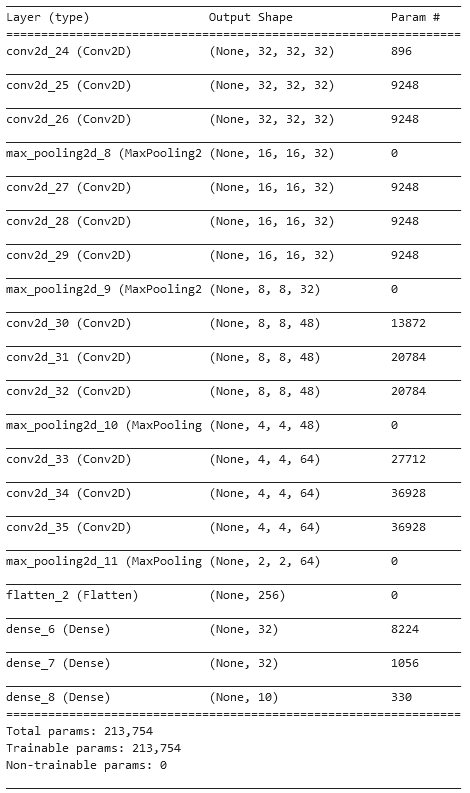 Layer (type) Output Shape Param #
conv2d_24 (Conv2D) (None, 32, 32, 32) 896
conv2d_25 (Conv2D) (None, 32, 32, 32) 9248
conv2d_26 (Conv2D) (None, 32, 32, 32) 9248
max_pooling2d_8 (MaxPooling2 (None, 16, 16, 32) 0
conv2d_27 (Conv2D) (None, 16, 16, 32) 9248
conv2d_28 (Conv2D) (None, 16, 16, 32) 9248
conv2d_29 (Conv2D) (None, 16, 16, 32) 9248
max_pooling2d_9 (MaxPooling2 (None, 8, 8, 32) 0
conv2d_30 (Conv2D) (None, 8, 8, 48) 13872
conv2d_31 (Conv2D) (None, 8, 8, 48) 20784
conv2d_32 (Conv2D) (None, 8, 8, 48) 20784
max_pooling2d_10 (MaxPooling (None, 4, 4, 48) 0
conv2d_33 (Conv2D) (None, 4, 4, 64) 27712
conv2d_34 (Conv2D) (None, 4, 4, 64) 36928
conv2d_35 (Conv2D) (None, 4, 4, 64) 36928
max_pooling2d_11 (MaxPooling (None, 2, 2, 64) 0
flatten_2 (Flatten) (None, 256) 0
dense_6 (Dense) (None, 32) 8224
dense_7 (Dense) (None, 32) 1056
dense_8 (Dense) (None, 10) 330
Total params: 213,754
Trainable params: 213,754
Non-trainable params: 0